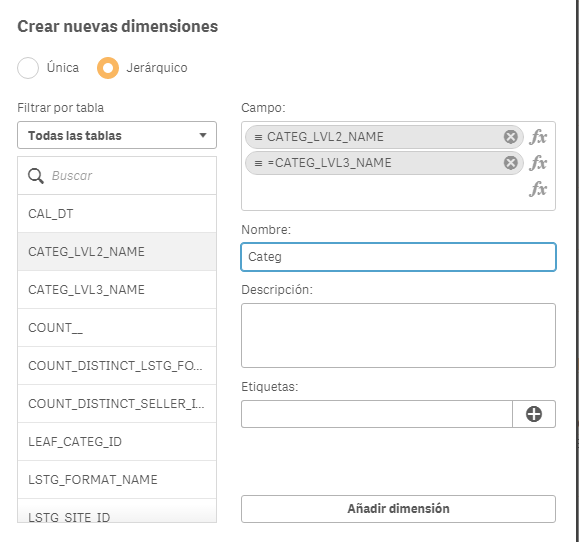 Crear nuevas dimensiones
Única
Jerárquico
Filtrar por tabla
Todas las tablas
Buscar
CAL_DT
CATEG_LVL2_NAME
CATEG_LVL3_NAME
COUNT__
COUNT_DISTINCT_LSTG_FO...
COUNT_DISTINCT_SELLER_I...
LEAF_CATEG_ID
LSTG_FORMAT_NAME
LSTG_SITE_ID
Campo:
CATEG_LVL2_NAME
fx
=CATEG_LVL3_NAME
fx
fx
Nombre:
Categ
Descripción:
Etiquetas:
Añadir dimensión